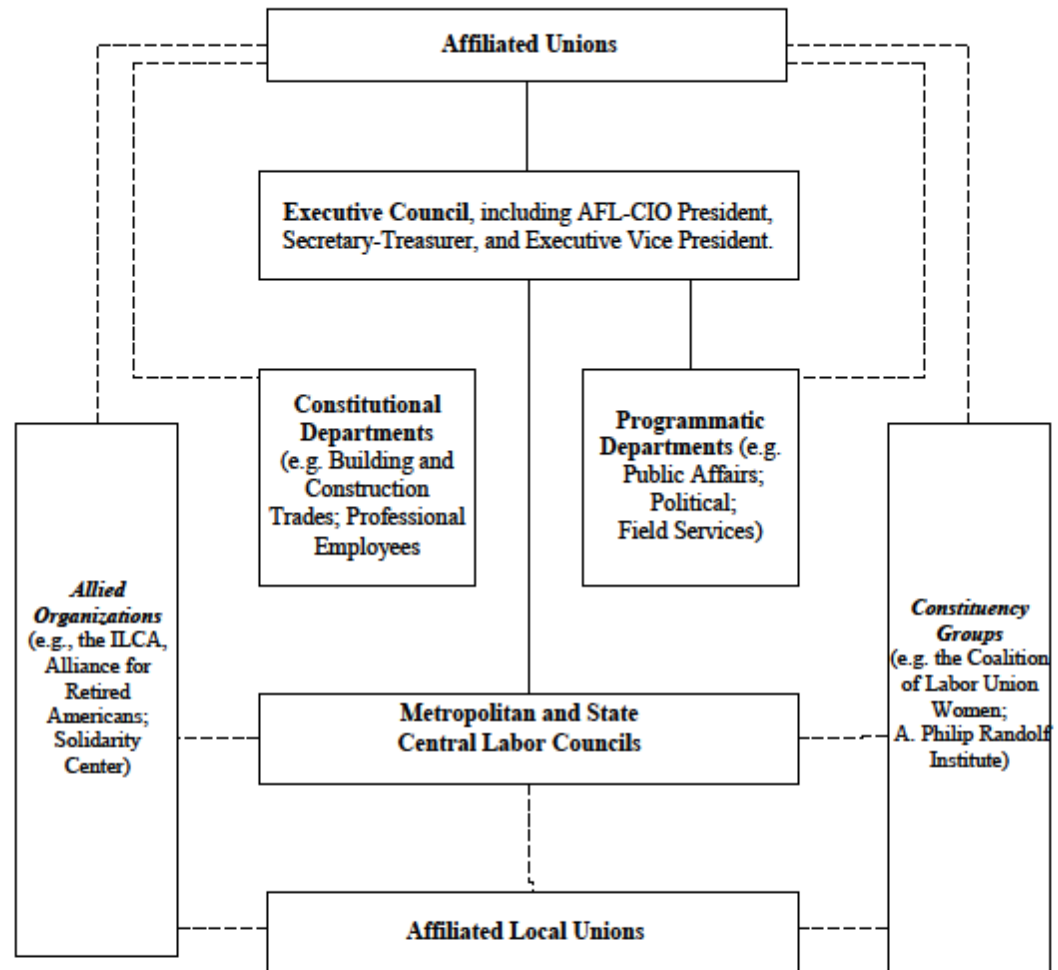 Affiliated Unions
Executive Council, including AFL-CIO President,
Secretary-Treasurer, and Executive Vice President.
Constitutional
Departments
(e.g. Building and
Construction
Trades; Professional
Employees
Programmatic
Departments (e.g.
Public Affairs;
Political;
Field Services)
Allied
Organizations
(e.g., the ILCA,
Alliance for
Retired
Americans;
Solidarity
Center)
Constituency
Groups
(e.g. the Coalition
of Labor Union
Women;
A. Philip Randolf
Institute)
Metropolitan and State
Central Labor Councils
Affiliated Local Unions